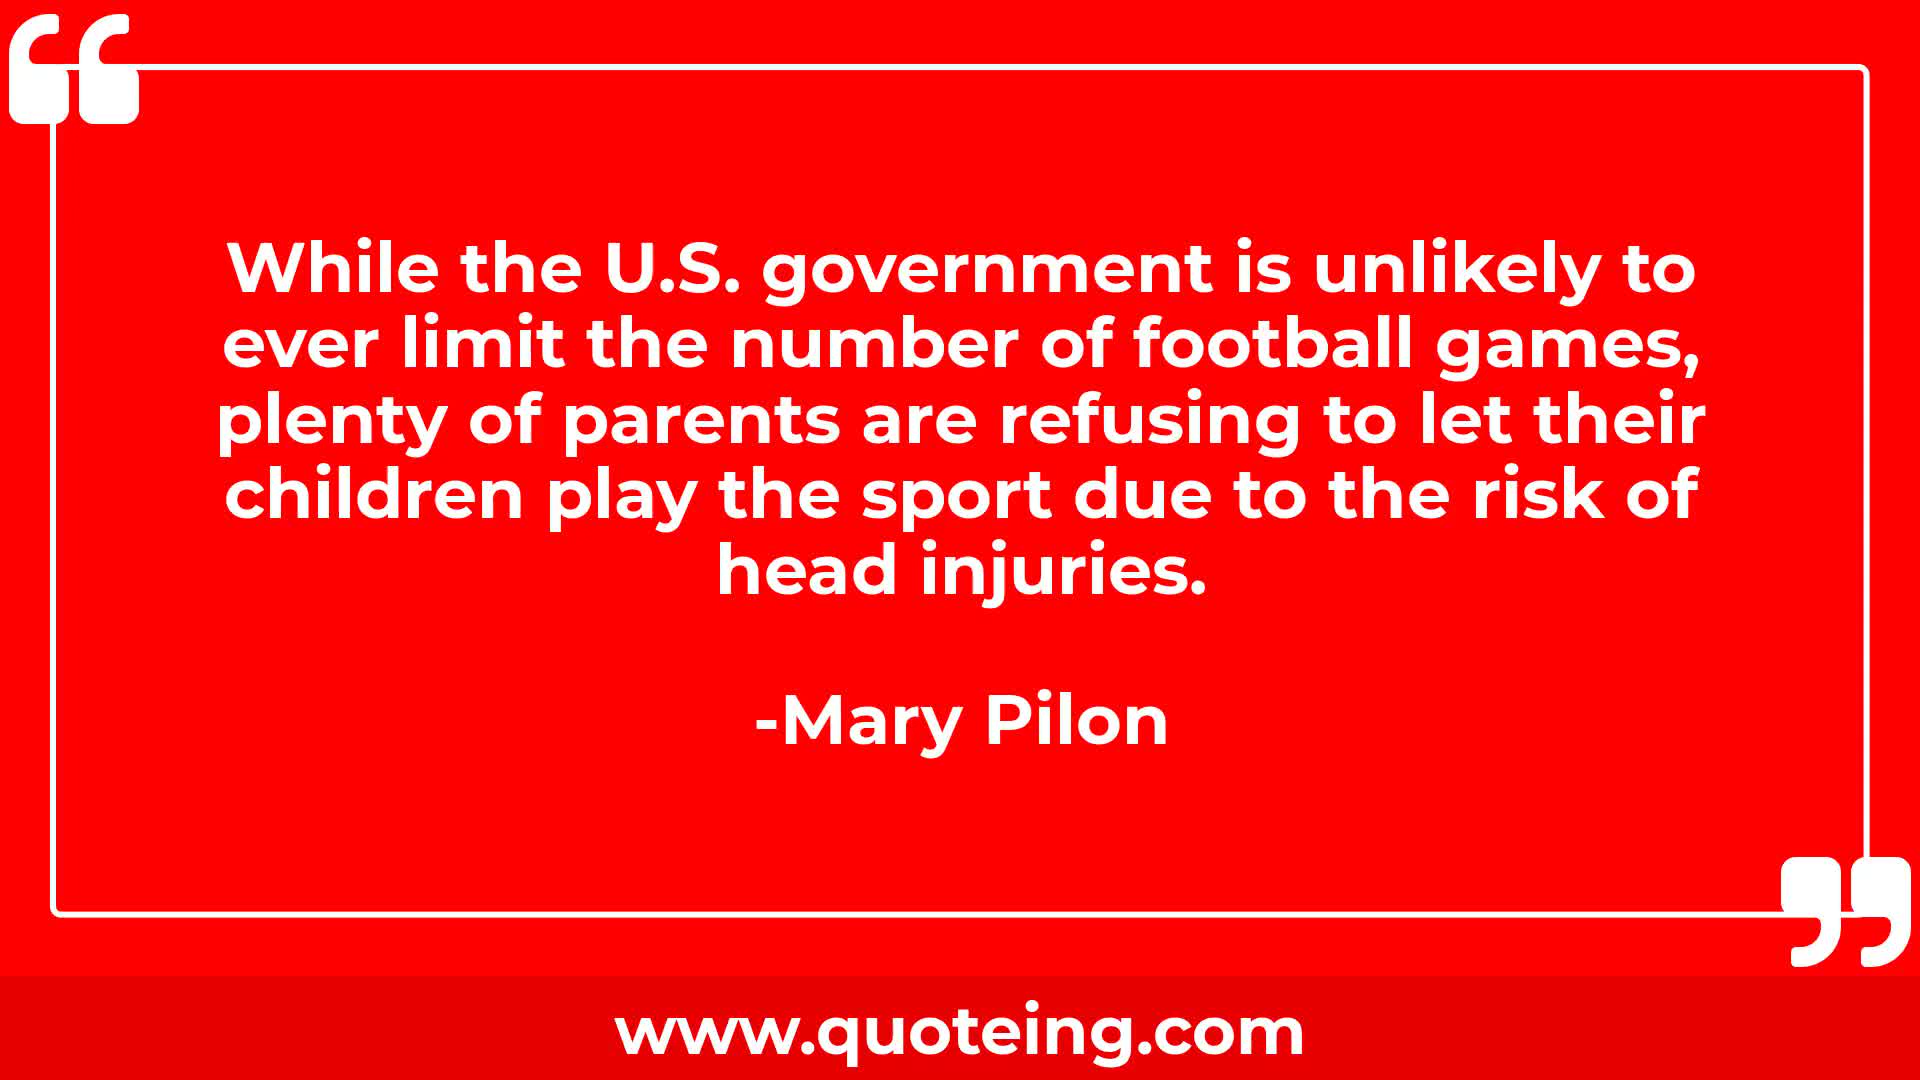 While the U.S. government is unlikely to
ever limit the number of football games,
plenty of parents are refusing to let their
children play the sport due to the risk of
head injuries.
-Mary Pilon
www.quoteing.com